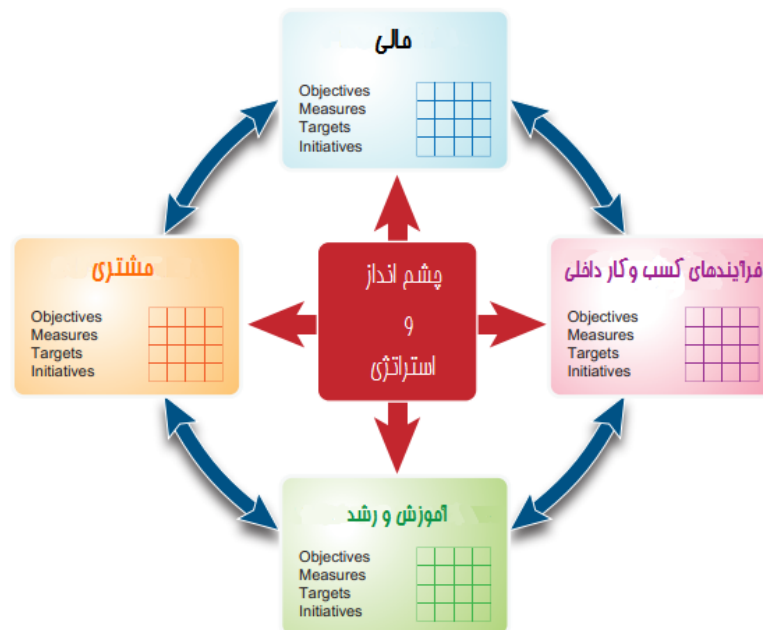 مالی
Objectives
Measures
Targets
Initiatives
مشتری
Objectives
Measures
Targets
Initiatives
چشم انداز
و
استراتژی
فرآیندهای کسب و کار داخلی
Objectives
Measures
Targets
Initiatives
آموزش و رشد
Objectives
Measures
Targets
Initiatives